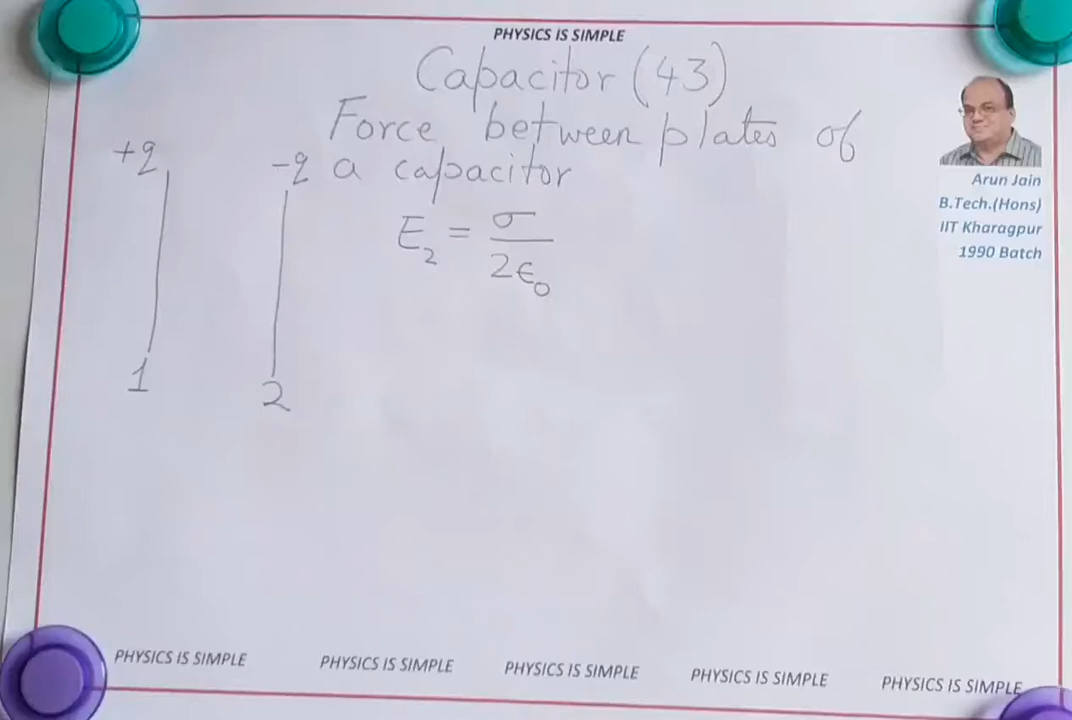 PHYSICS IS SIMPLE
Capacitor (43)
Force between plates of
a capacitor
+q
-q
E₂ = σ / 2ϵ₀
1
2
Arun Jain
B.Tech.(Hons)
IIT Kharagpur
1990 Batch
PHYSICS IS SIMPLE PHYSICS IS SIMPLE PHYSICS IS SIMPLE PHYSICS IS SIMPLE PHYSICS IS SIMPLE